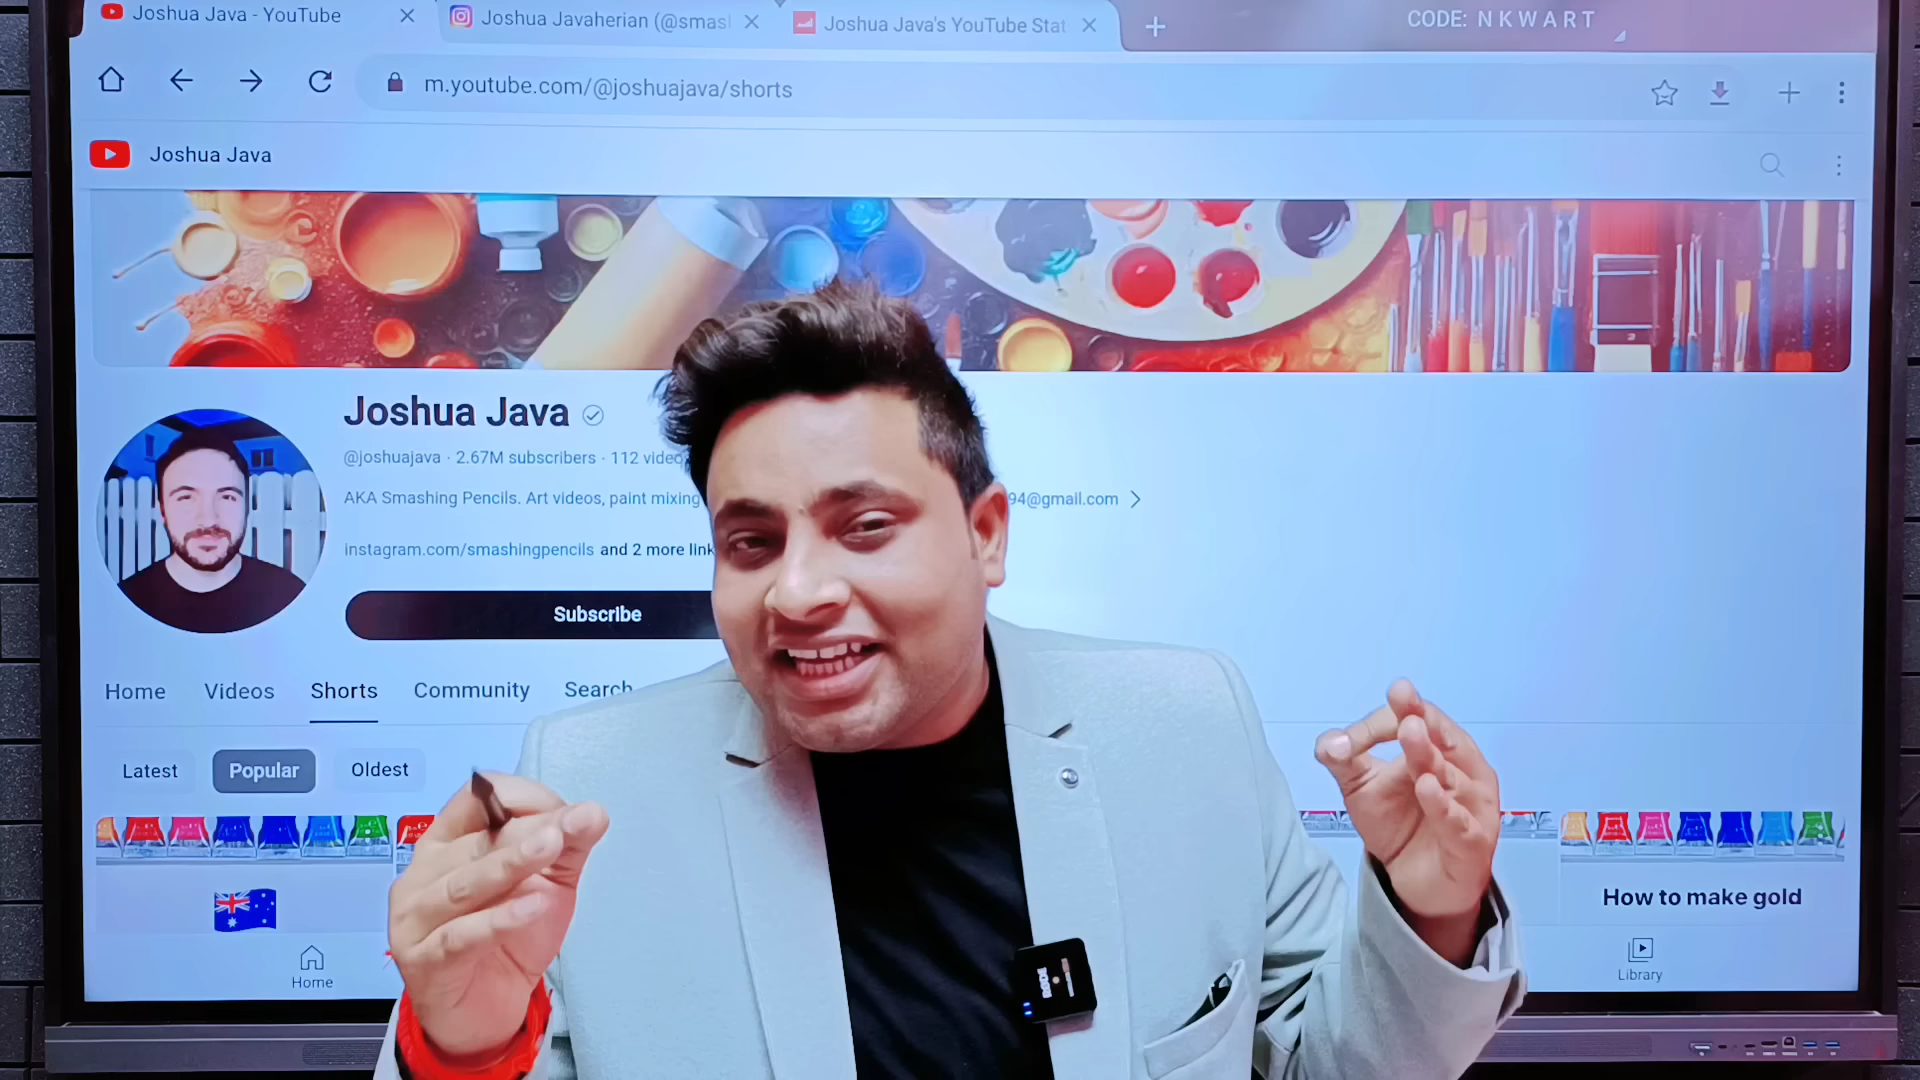 Joshua Java - YouTube
Joshua Javaherian (@smas
Joshua Java's YouTube Stat
CODE: N K W A R T
m.youtube.com/@joshuajava/shorts
Joshua Java
Joshua Java
@joshuajava · 2.67M subscribers · 112 video
AKA Smashing Pencils. Art videos, paint mixing 94@gmail.com
instagram.com/smashingpencils and 2 more link
Subscribe
Home Videos Shorts Community Search
Latest Popular Oldest
How to make gold
Home
Library
RODE